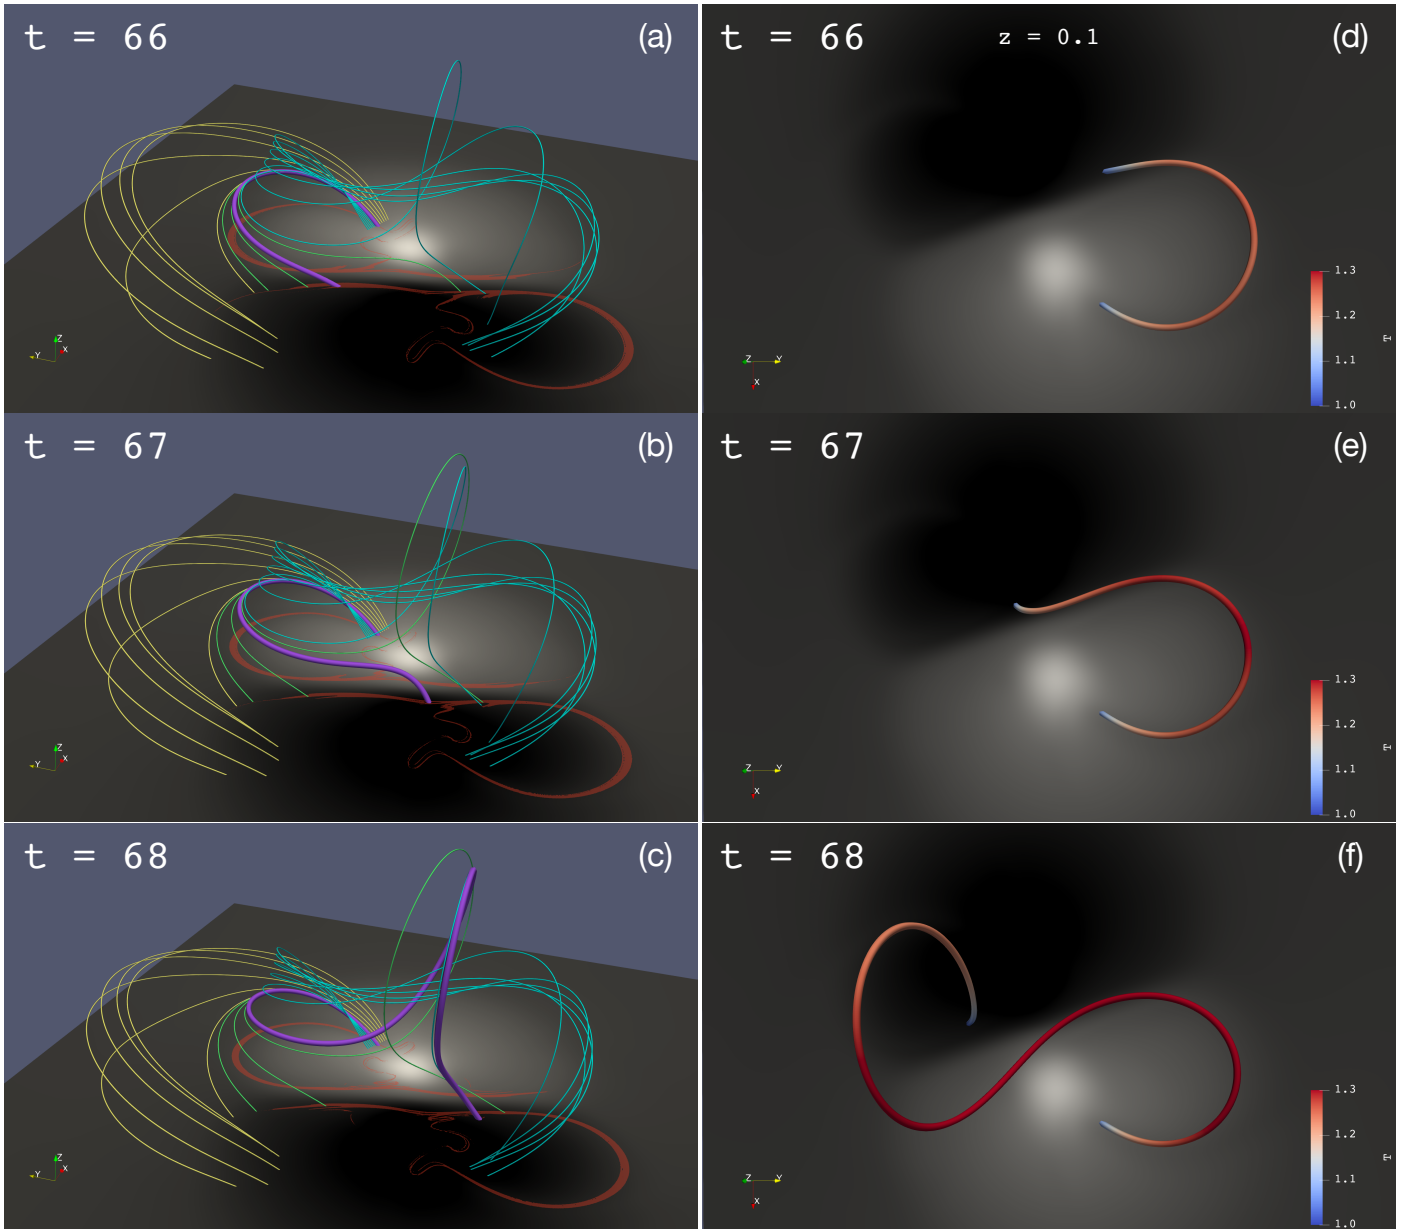 t = 66
(a)
Z
Y
X
t = 66
z = 0.1
(d)
1.3
1.2
1.1
1.0
T
Z
Y
X
t = 67
(b)
Z
Y
X
t = 67
(e)
1.3
1.2
1.1
1.0
T
Z
Y
X
t = 68
(c)
Z
Y
X
t = 68
(f)
1.3
1.2
1.1
1.0
T
Z
Y
X